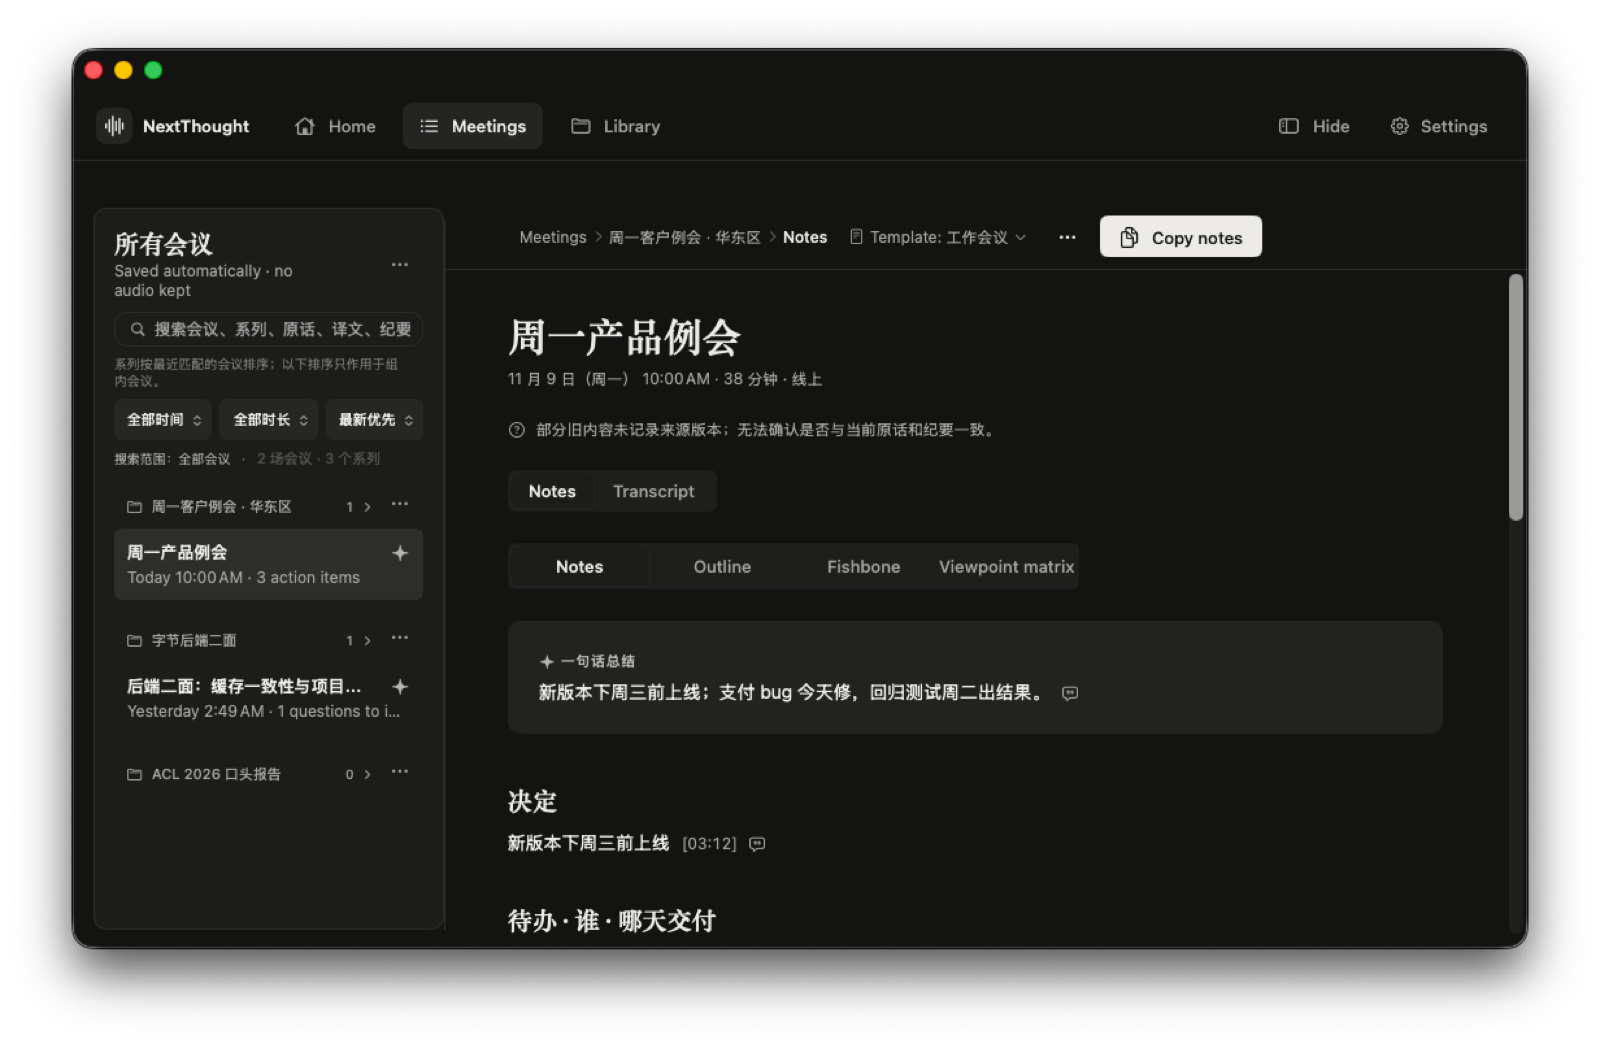 NextThought
Home
Meetings
Library
Hide
Settings
所有会议
Saved automatically · no
audio kept
搜索会议、系列、原话、译文、纪要
系列按最近匹配的会议排序；以下排序只作用于组
内会议。
全部时间
全部时长
最新优先
搜索范围：全部会议 · 2 场会议 · 3 个系列
周一客户例会 · 华东区 1
周一产品例会
Today 10:00 AM · 3 action items
字节后端二面 1
后端二面：缓存一致性与项目...
Yesterday 2:49 AM · 1 questions to i...
ACL 2026 口头报告 0
Meetings > 周一客户例会 · 华东区 > Notes
Template: 工作会议
Copy notes
周一产品例会
11 月 9 日（周一） 10:00 AM · 38 分钟 · 线上
部分旧内容未记录来源版本；无法确认是否与当前原话和纪要一致。
Notes
Transcript
Notes
Outline
Fishbone
Viewpoint matrix
一句话总结
新版本下周三前上线；支付 bug 今天修，回归测试周二出结果。
决定
新版本下周三前上线 [03:12]
待办 · 谁 · 哪天交付